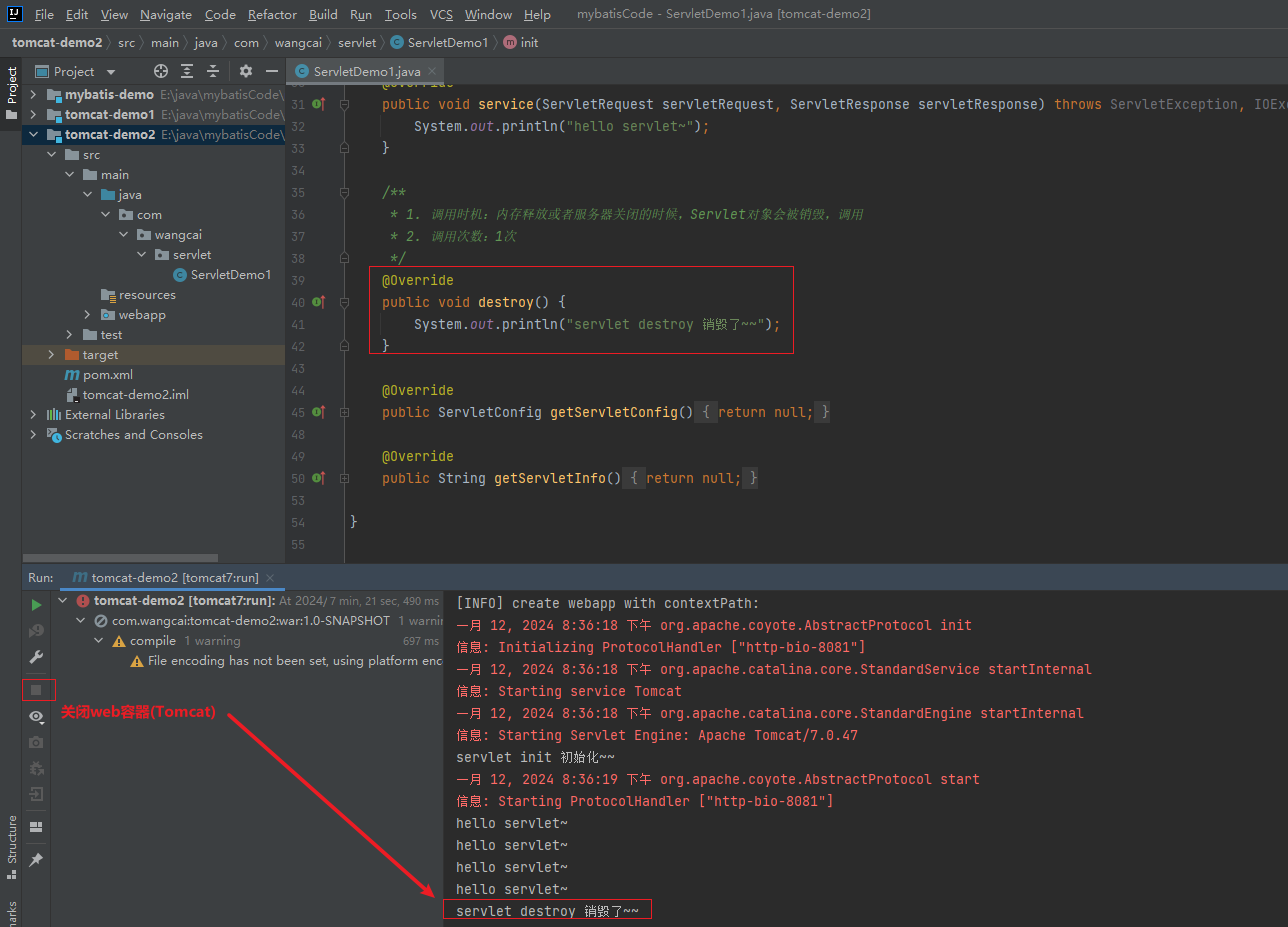 File Edit View Navigate Code Refactor Build Run Tools VCS Window Help mybatisCode - ServletDemo1.java [tomcat-demo2]
tomcat-demo2 src main java com wangcai servlet ServletDemo1 init
Project
Project
ServletDemo1.java
mybatis-demo E:\java\mybatisCode\
tomcat-demo1 E:\java\mybatisCode\
tomcat-demo2 E:\java\mybatisCode\
src
main
java
com
wangcai
servlet
ServletDemo1
resources
webapp
test
target
pom.xml
tomcat-demo2.iml
External Libraries
Scratches and Consoles
31 public void service(ServletRequest servletRequest, ServletResponse servletResponse) throws ServletException, IOExc
32 System.out.println("hello servlet~");
33 }
34
35 /**
36 * 1. 调用时机：内存释放或者服务器关闭的时候，Servlet对象会被销毁，调用
37 * 2. 调用次数：1次
38 */
39 @Override
40 public void destroy() {
41 System.out.println("servlet destroy 销毁了~~");
42 }
43
44 @Override
45 public ServletConfig getServletConfig() { return null; }
48
49 @Override
50 public String getServletInfo() { return null; }
53
54 }
55
Run: tomcat-demo2 [tomcat7:run]
tomcat-demo2 [tomcat7:run]: At 2024/ 7 min, 21 sec, 490 ms
com.wangcai:tomcat-demo2:war:1.0-SNAPSHOT 1 warnin
compile 1 warning 697 ms
File encoding has not been set, using platform enc
关闭web容器(Tomcat)
Structure
[INFO] create webapp with contextPath:
一月 12, 2024 8:36:18 下午 org.apache.coyote.AbstractProtocol init
信息: Initializing ProtocolHandler ["http-bio-8081"]
一月 12, 2024 8:36:18 下午 org.apache.catalina.core.StandardService startInternal
信息: Starting service Tomcat
一月 12, 2024 8:36:18 下午 org.apache.catalina.core.StandardEngine startInternal
信息: Starting Servlet Engine: Apache Tomcat/7.0.47
servlet init 初始化~~
一月 12, 2024 8:36:19 下午 org.apache.coyote.AbstractProtocol start
信息: Starting ProtocolHandler ["http-bio-8081"]
hello servlet~
hello servlet~
hello servlet~
hello servlet~
servlet destroy 销毁了~~